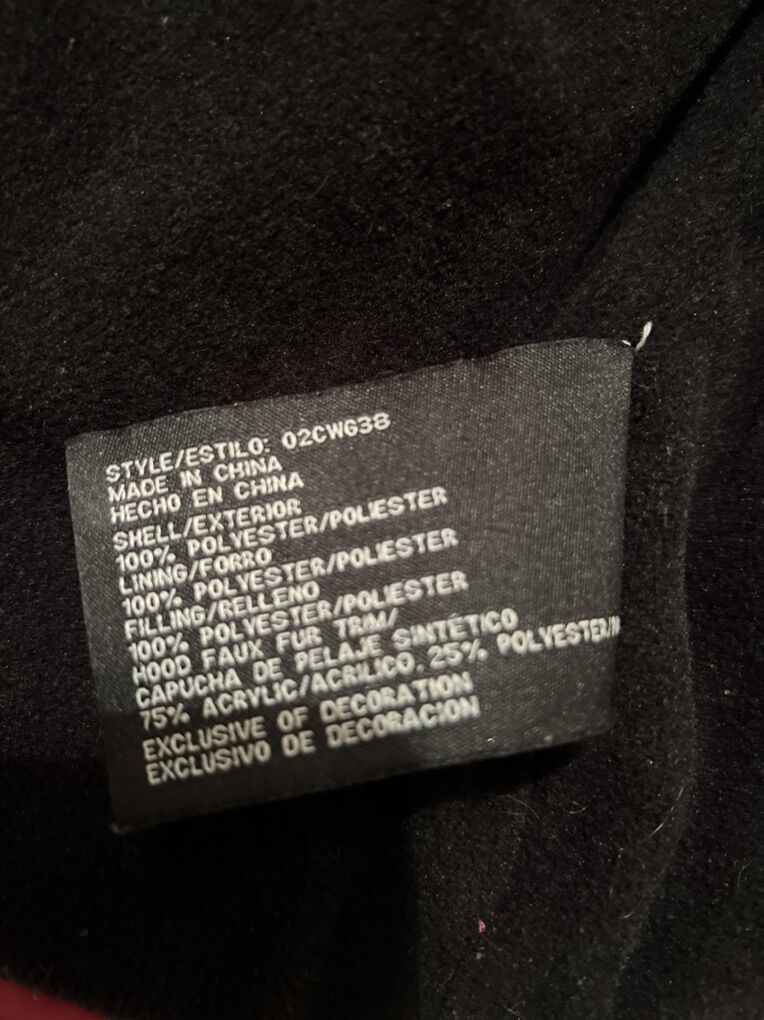 STYLE/ESTILO: 02CWG38
MADE IN CHINA
HECHO EN CHINA
SHELL/EXTERIOR
100% POLYESTER/POLIESTER
LINING/FORRO
100% POLYESTER/POLIESTER
FILLING/RELLENO
100% POLYESTER/POLIESTER
HOOD FAUX FUR TRIM/
CAPUCHA DE PELAJE SINTÉTICO
75% ACRYLIC/ACRILICO, 25% POLYESTER/
EXCLUSIVE OF DECORATION
EXCLUSIVO DE DECORACION